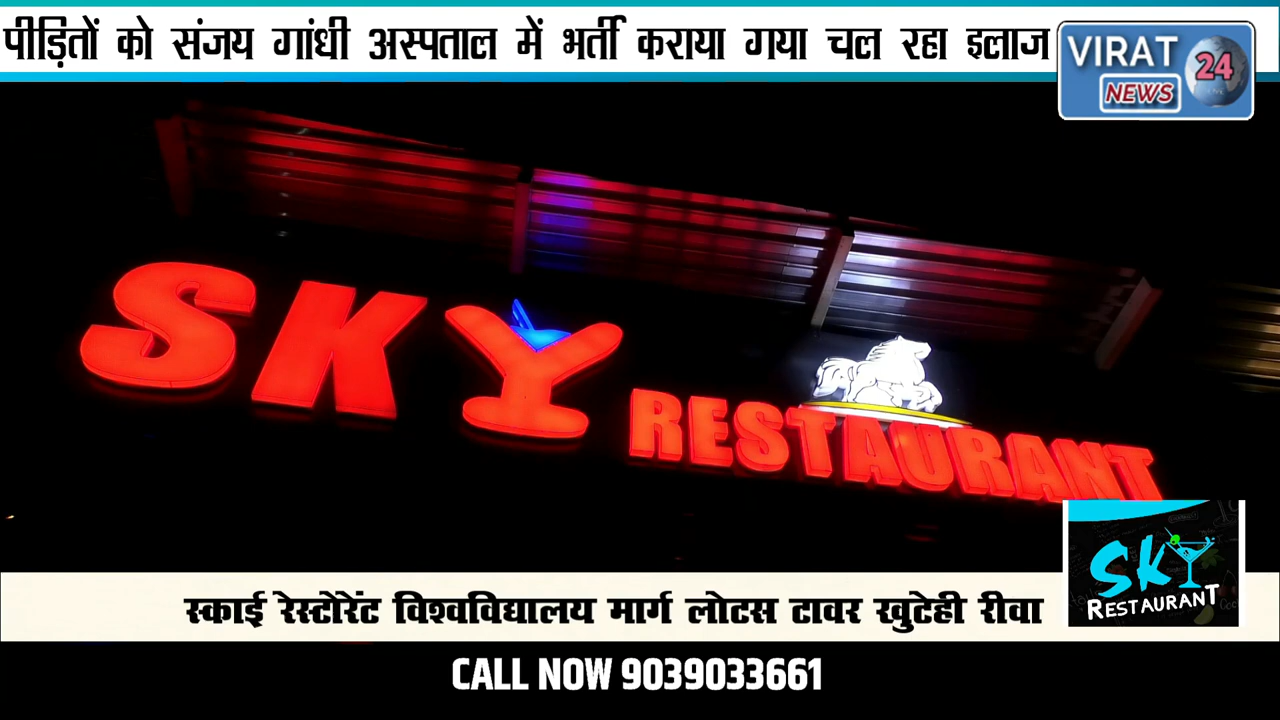 पीड़ितों को संजय गांधी अस्पताल में भर्ती कराया गया चल रहा इलाज
VIRAT
24
NEWS
SKY RESTAURANT
SKY
RESTAURANT
स्काई रेस्टोरेंट विश्वविद्यालय मार्ग लोटस टावर खुटेही रीवा
CALL NOW 9039033661